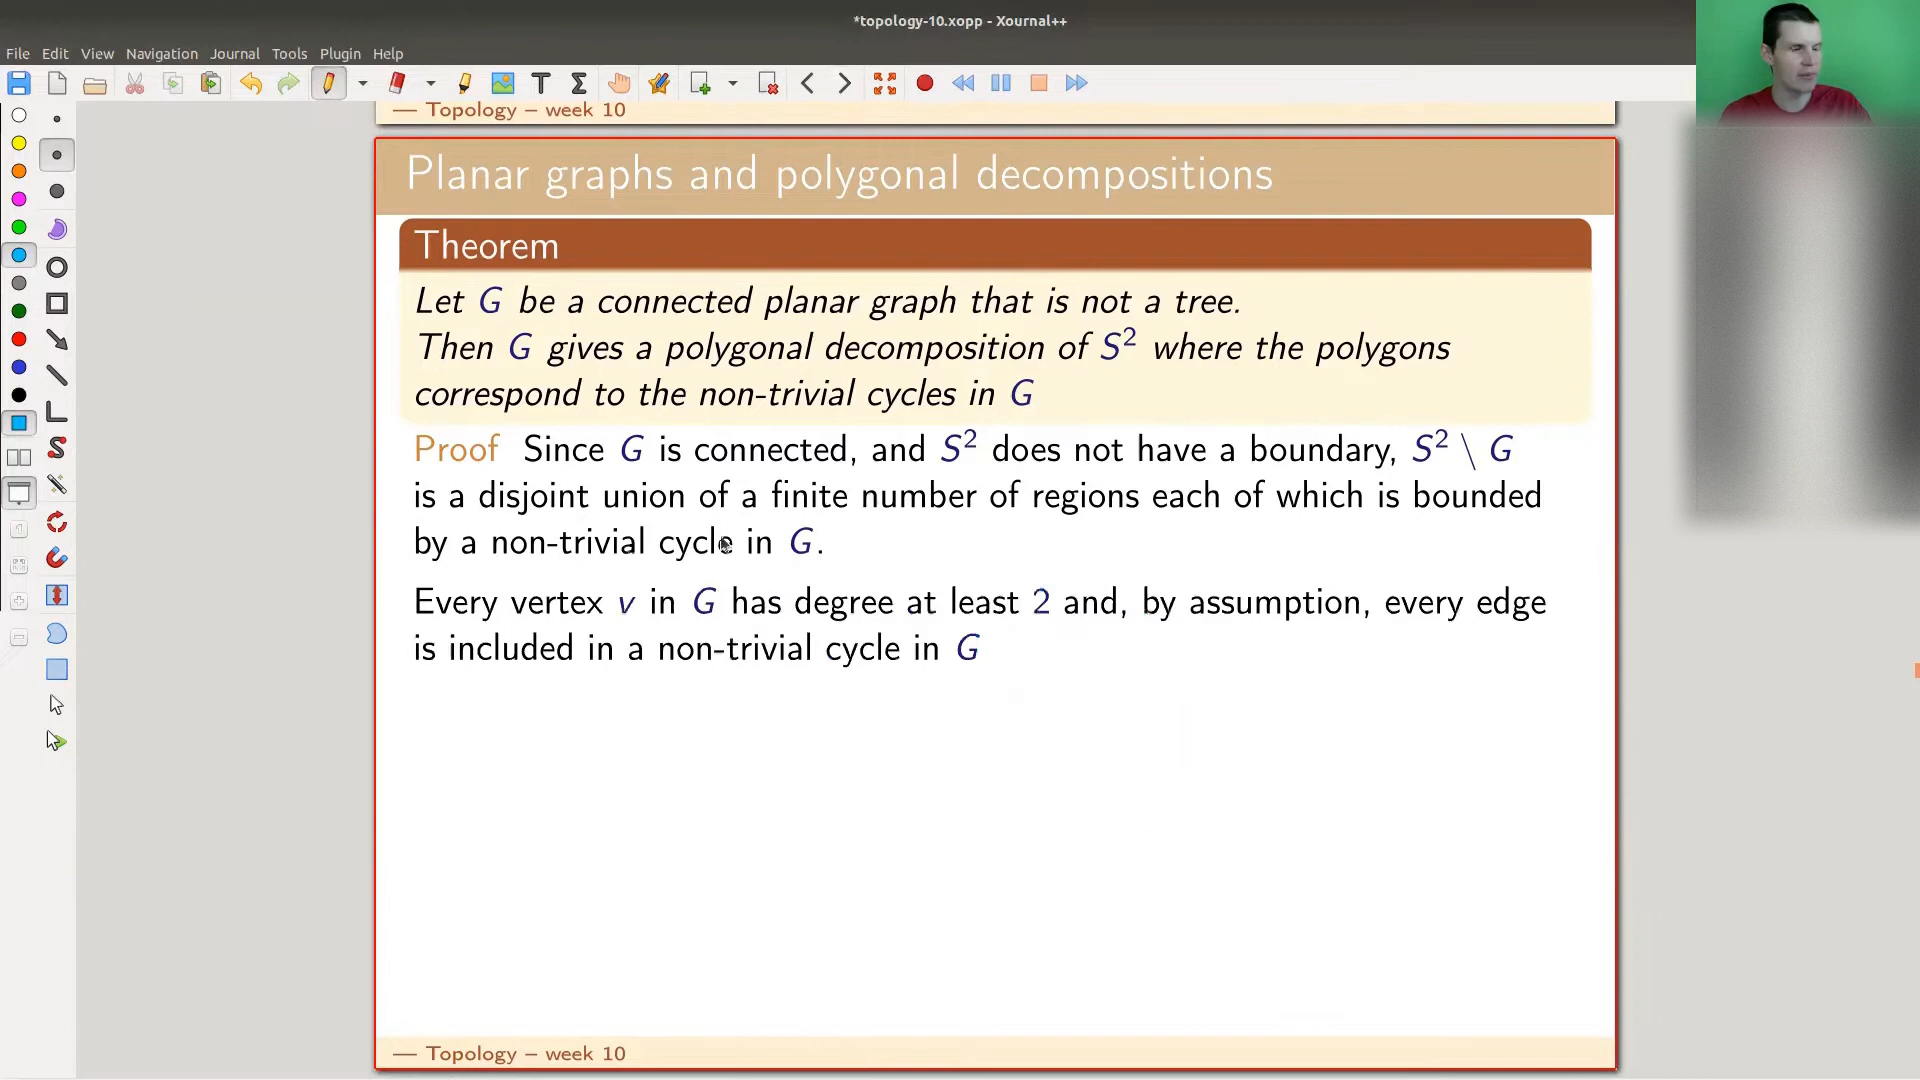 *topology-10.xopp - Xournal++
File Edit View Navigation Journal Tools Plugin Help
— Topology – week 10
Planar graphs and polygonal decompositions
Theorem
Let G be a connected planar graph that is not a tree.
Then G gives a polygonal decomposition of S² where the polygons
correspond to the non-trivial cycles in G
Proof Since G is connected, and S² does not have a boundary, S² \ G
is a disjoint union of a finite number of regions each of which is bounded
by a non-trivial cycle in G.
Every vertex v in G has degree at least 2 and, by assumption, every edge
is included in a non-trivial cycle in G
— Topology – week 10